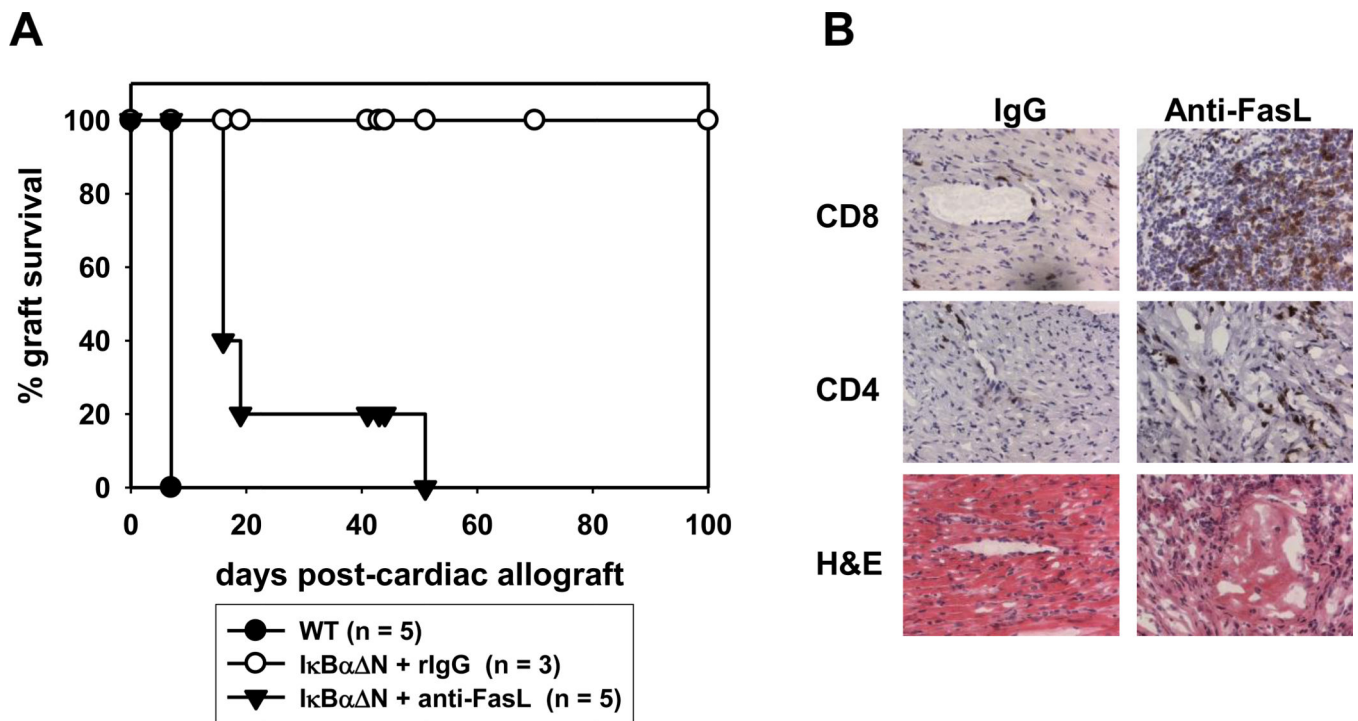 A
% graft survival
100
80
60
40
20
0
0 20 40 60 80 100
days post-cardiac allograft
WT (n = 5)
IκBαΔN + rIgG (n = 3)
IκBαΔN + anti-FasL (n = 5)
B
IgG Anti-FasL
CD8
CD4
H&E